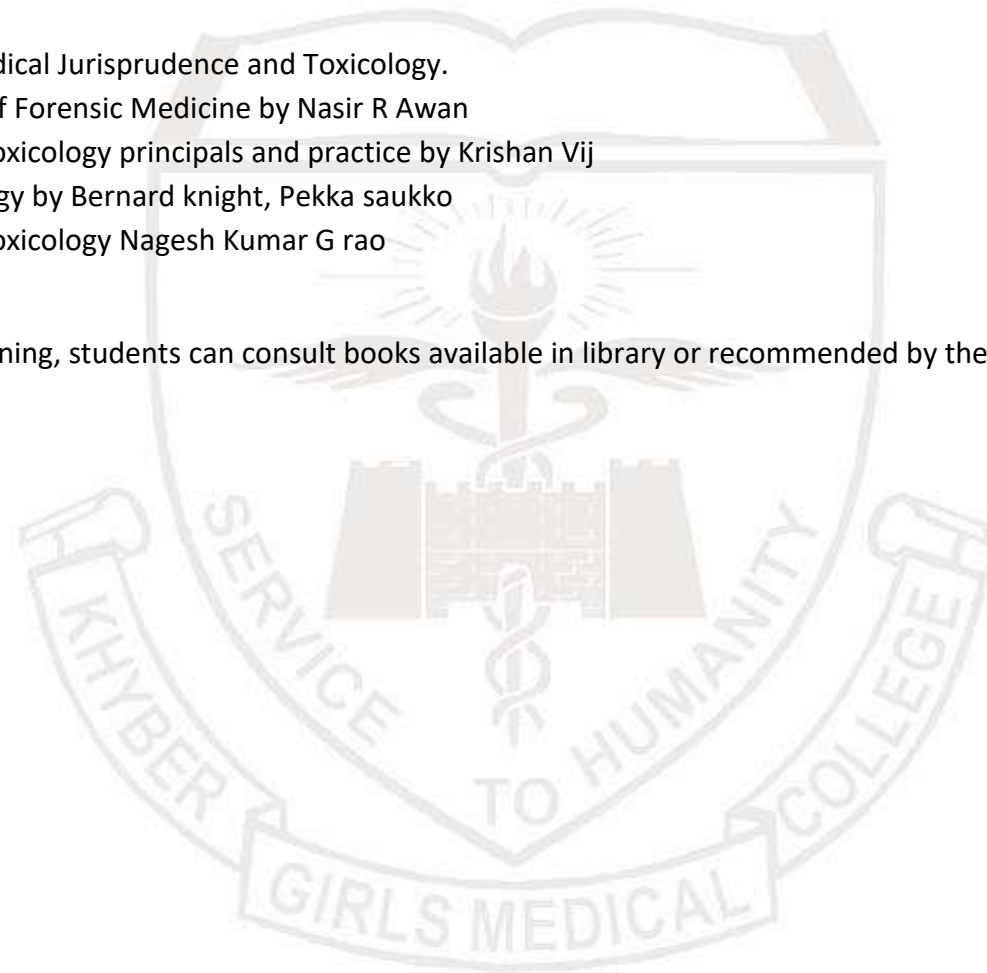 dical Jurisprudence and Toxicology.
f Forensic Medicine by Nasir R Awan
oxicology principals and practice by Krishan Vij
gy by Bernard knight, Pekka saukko
oxicology Nagesh Kumar G rao
ning, students can consult books available in library or recommended by the
SERVICE TO HUMANITY
KHYBER GIRLS MEDICAL COLLEGE